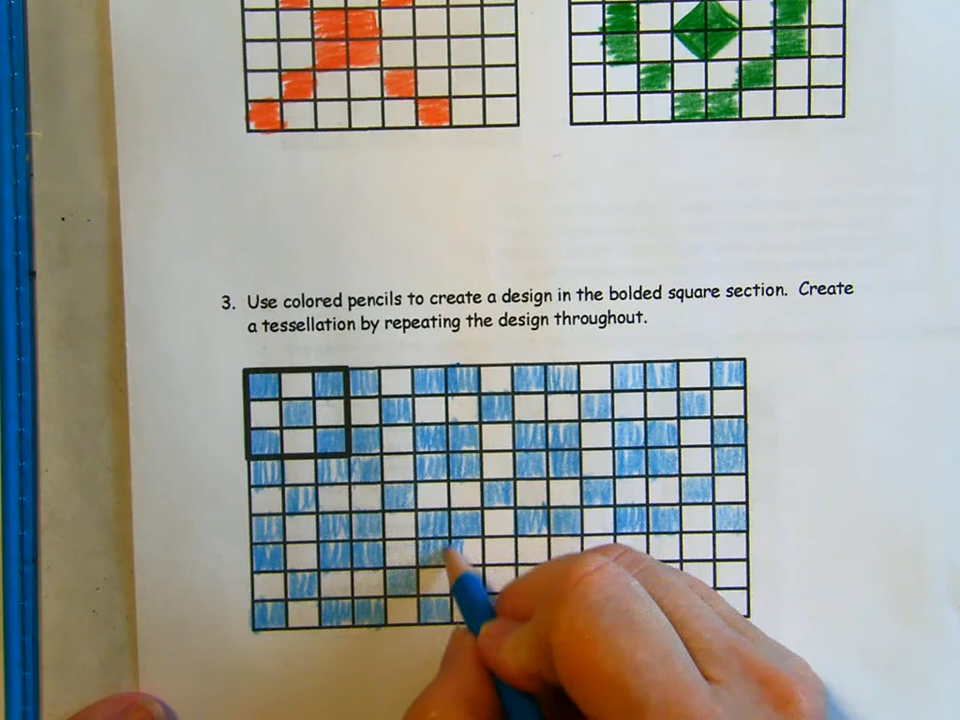 3. Use colored pencils to create a design in the bolded square section. Create
a tessellation by repeating the design throughout.